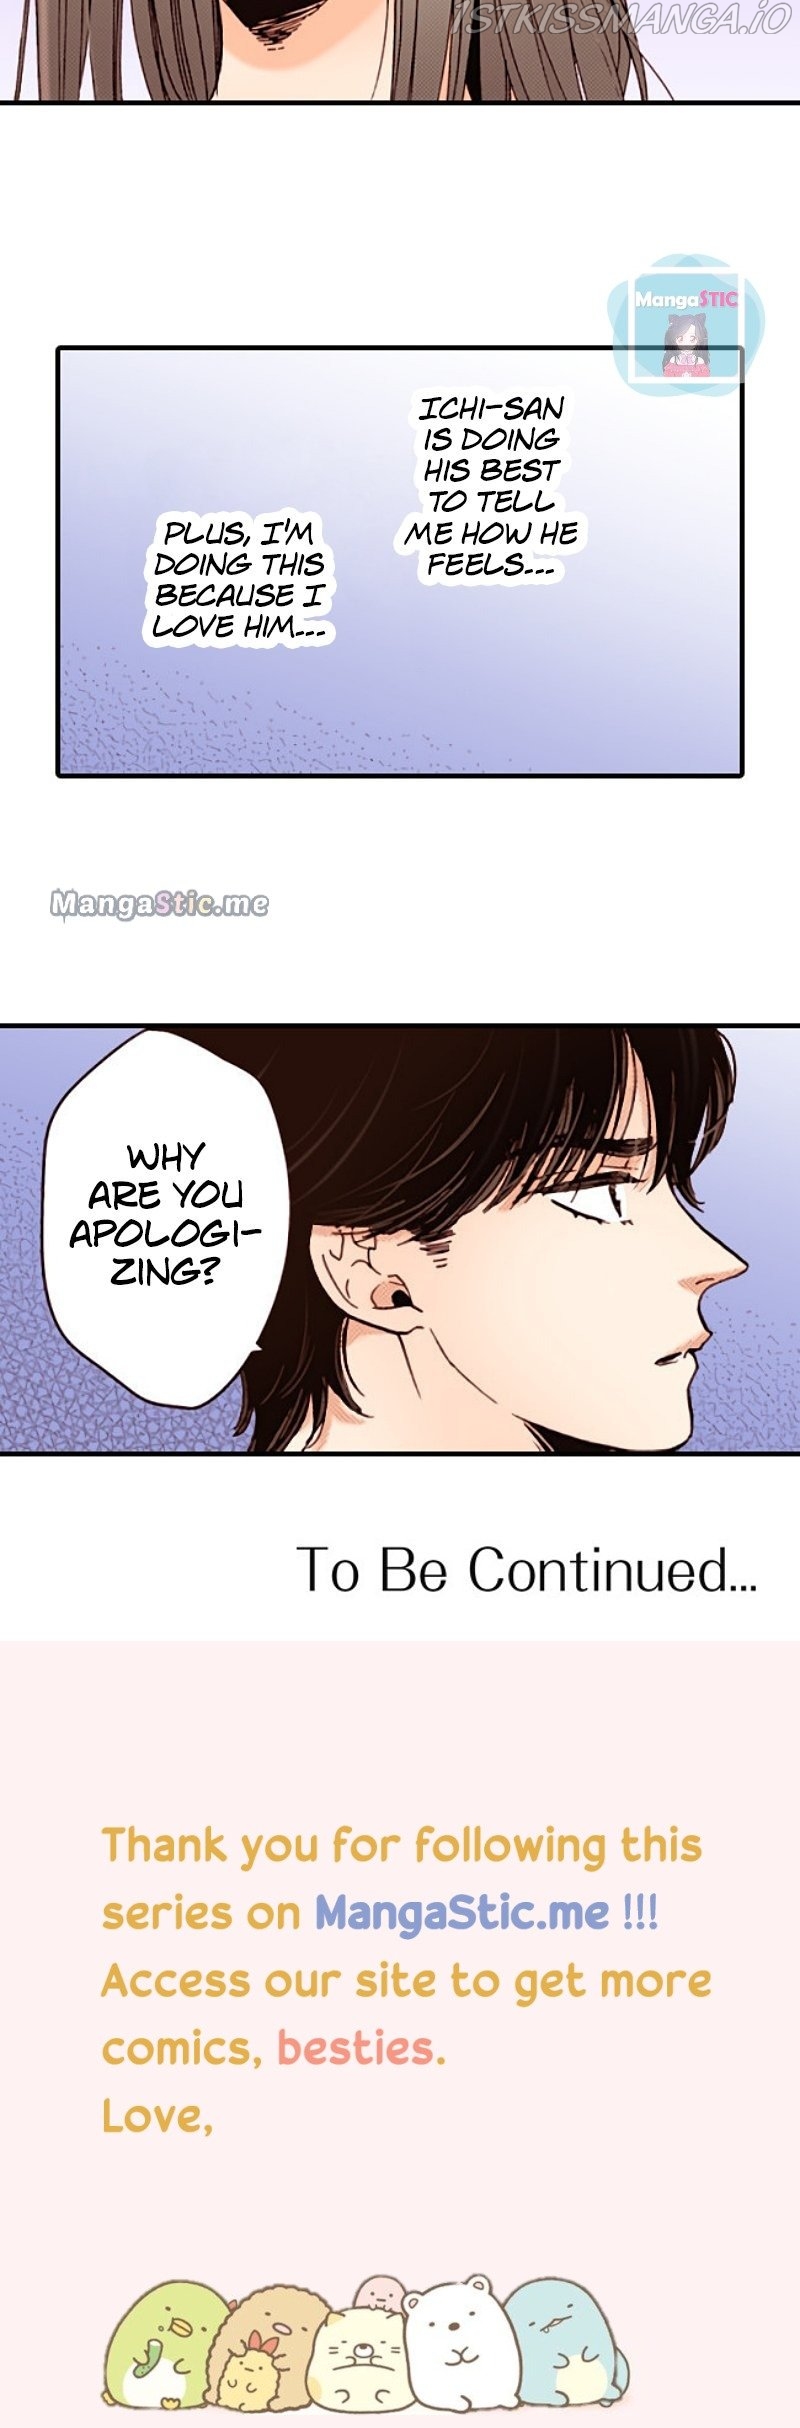 1STKISSMANGA.IO
MangaSTIC
ICHI-SAN
IS DOING
HIS BEST
TO TELL
ME HOW HE
FEELS...
PLUS, I'M
DOING THIS
BECAUSE I
LOVE HIM...
MangaStic.me
WHY
ARE YOU
APOLOGI-
ZING?
To Be Continued...
Thank you for following this
series on MangaStic.me !!!
Access our site to get more
comics, besties.
Love,